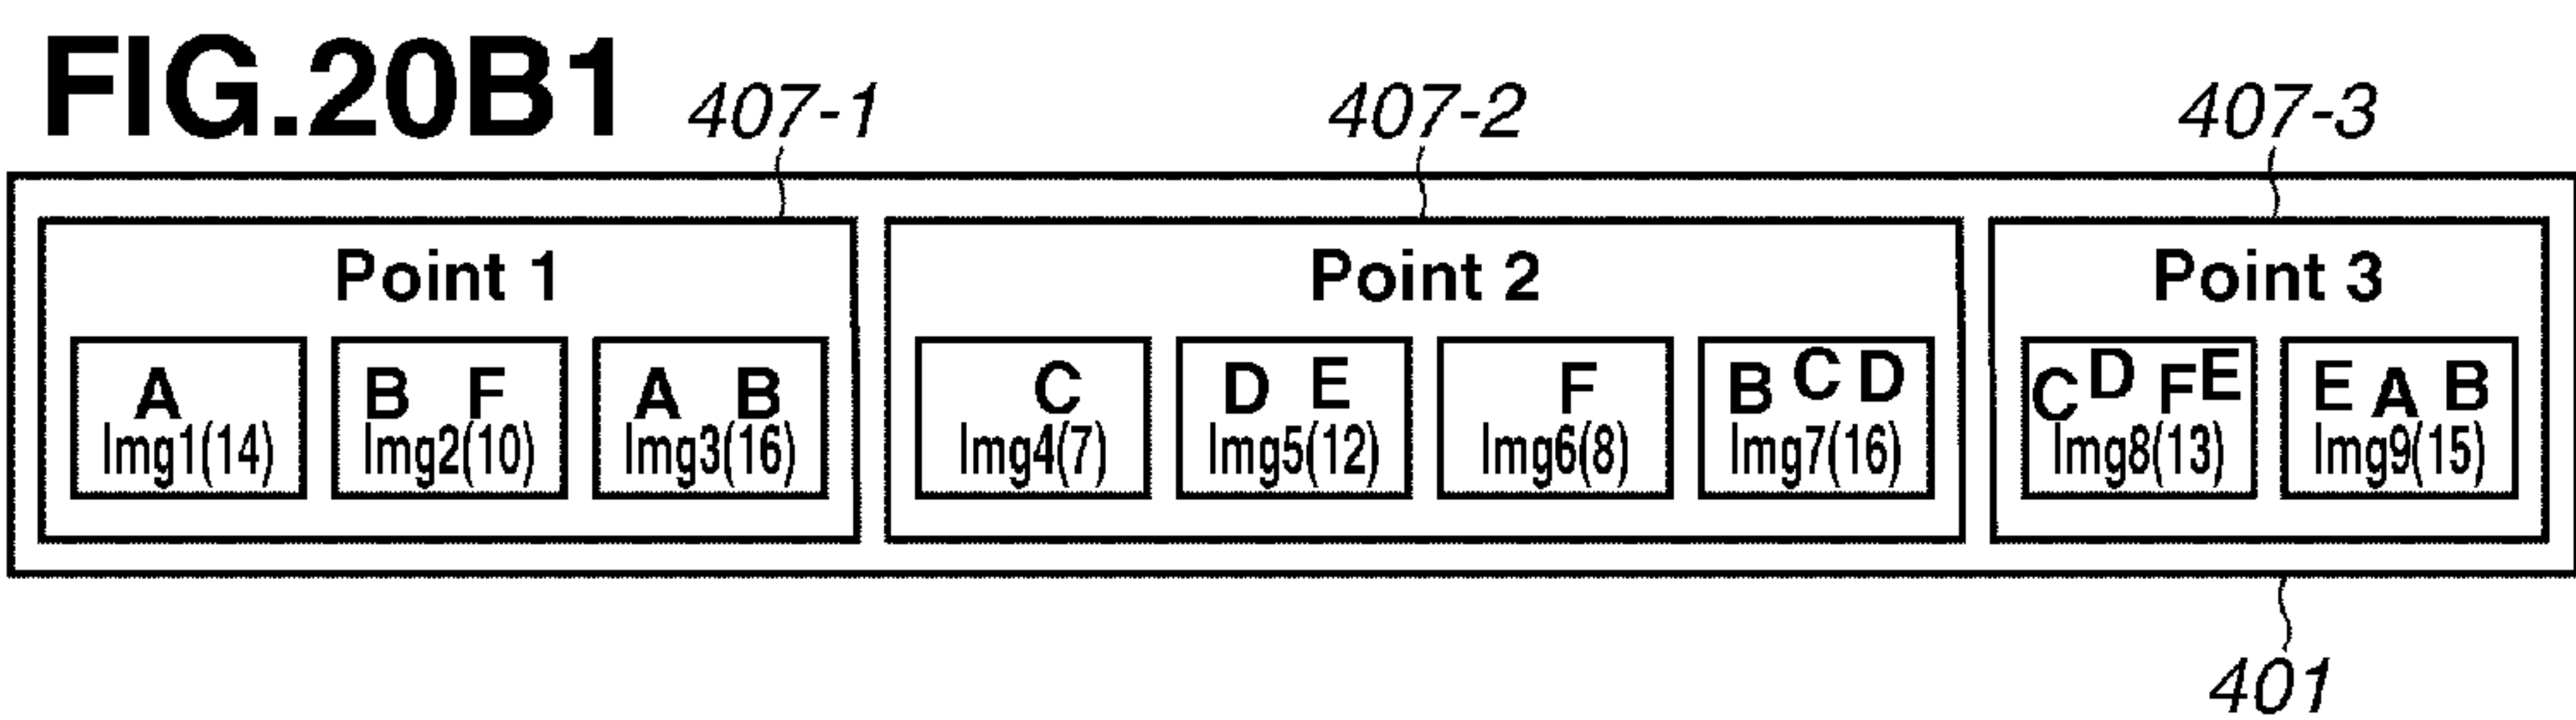 FIG.20B1
407-1 407-2 407-3
Point 1 Point 2 Point 3
A B F A B C D E F B C D C D F E E A B
Img1(14) Img2(10) Img3(16) Img4(7) Img5(12) Img6(8) Img7(16) Img8(13) Img9(15)
401